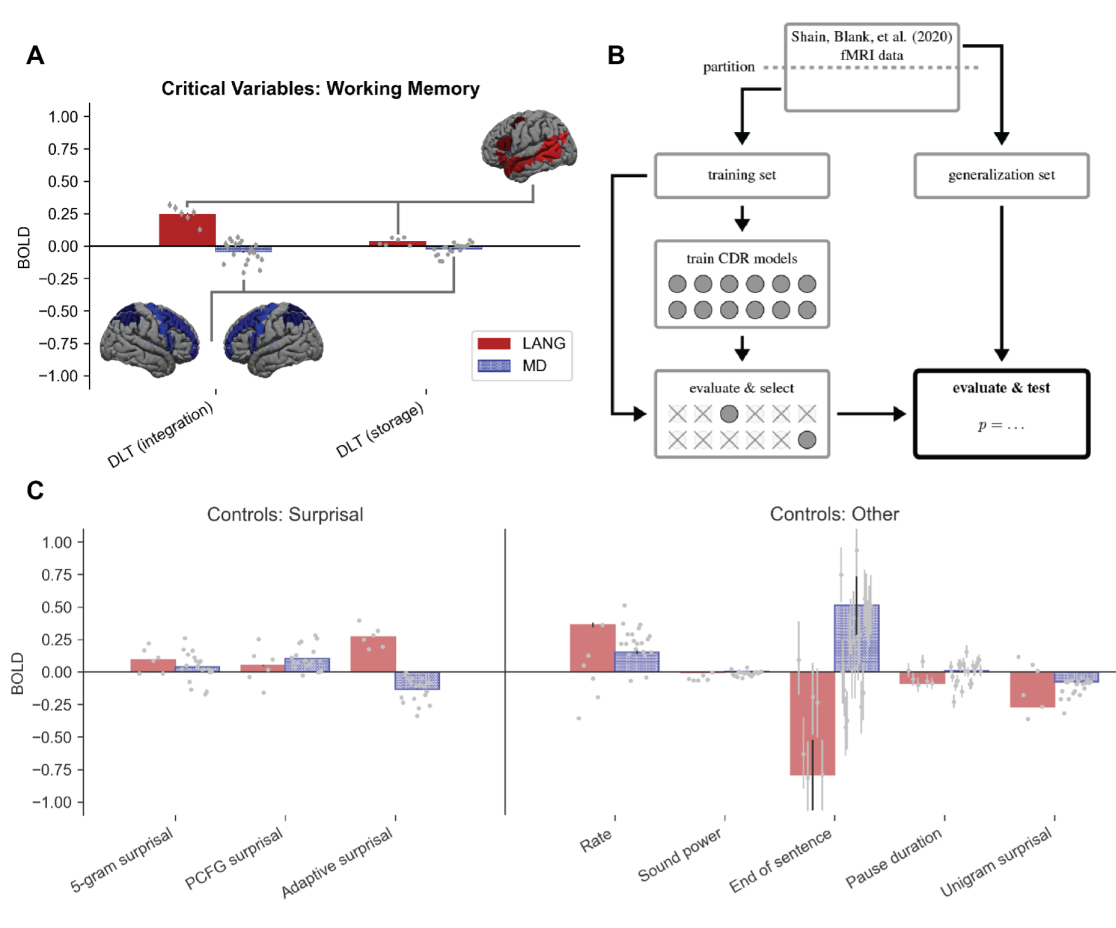 A
Critical Variables: Working Memory
1.00
0.75
0.50
0.25
0.00
−0.25
−0.50
−0.75
−1.00
BOLD
LANG
MD
DLT (integration)
DLT (storage)
B
Shain, Blank, et al. (2020)
fMRI data
partition
training set
generalization set
train CDR models
evaluate & select
evaluate & test
p = ...
C
Controls: Surprisal
Controls: Other
1.00
0.75
0.50
0.25
0.00
−0.25
−0.50
−0.75
−1.00
BOLD
5-gram surprisal
PCFG surprisal
Adaptive surprisal
Rate
Sound power
End of sentence
Pause duration
Unigram surprisal